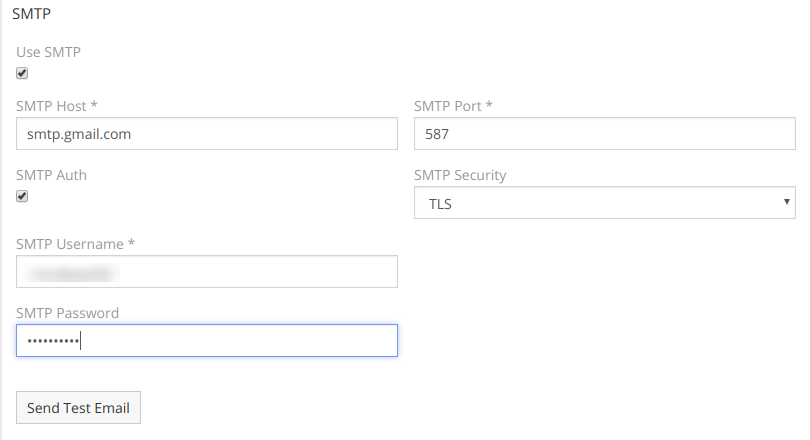 SMTP
Use SMTP
SMTP Host *
SMTP Port *
smtp.gmail.com
587
SMTP Auth
SMTP Security
TLS
SMTP Username *
SMTP Password
••••••••••
Send Test Email